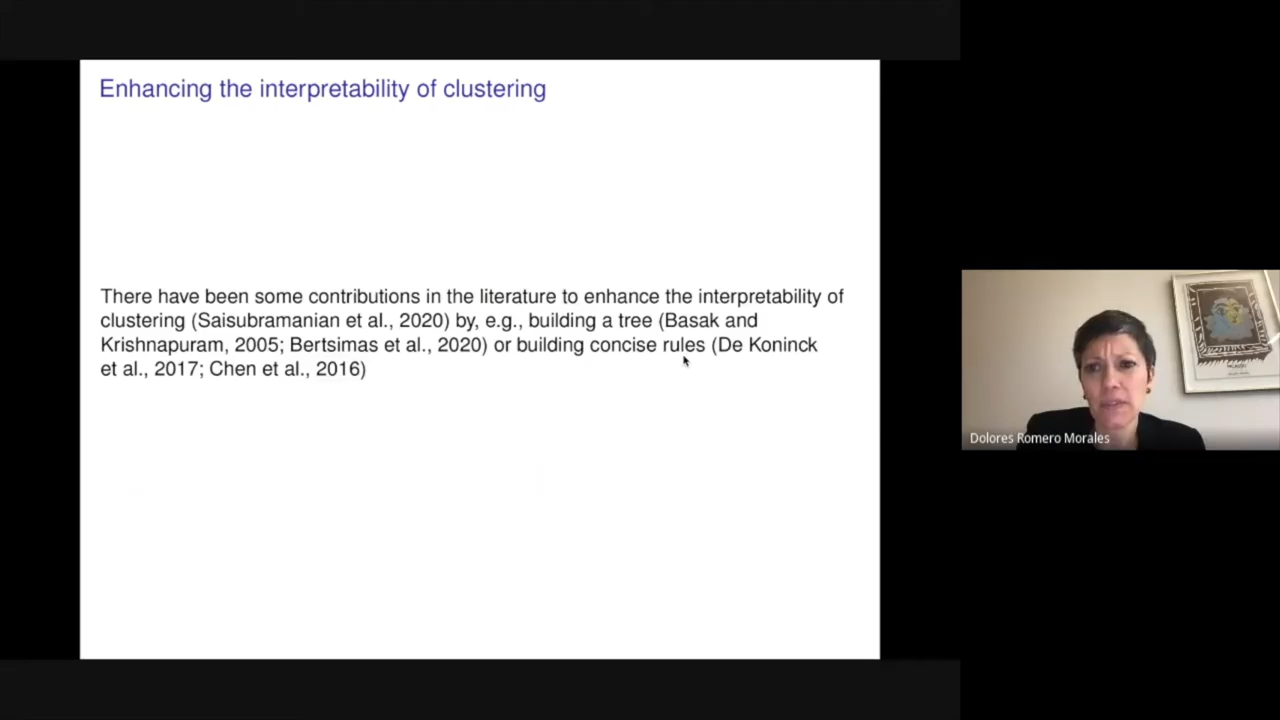 Enhancing the interpretability of clustering
There have been some contributions in the literature to enhance the interpretability of
clustering (Saisubramanian et al., 2020) by, e.g., building a tree (Basak and
Krishnapuram, 2005; Bertsimas et al., 2020) or building concise rules (De Koninck
et al., 2017; Chen et al., 2016)
Dolores Romero Morales